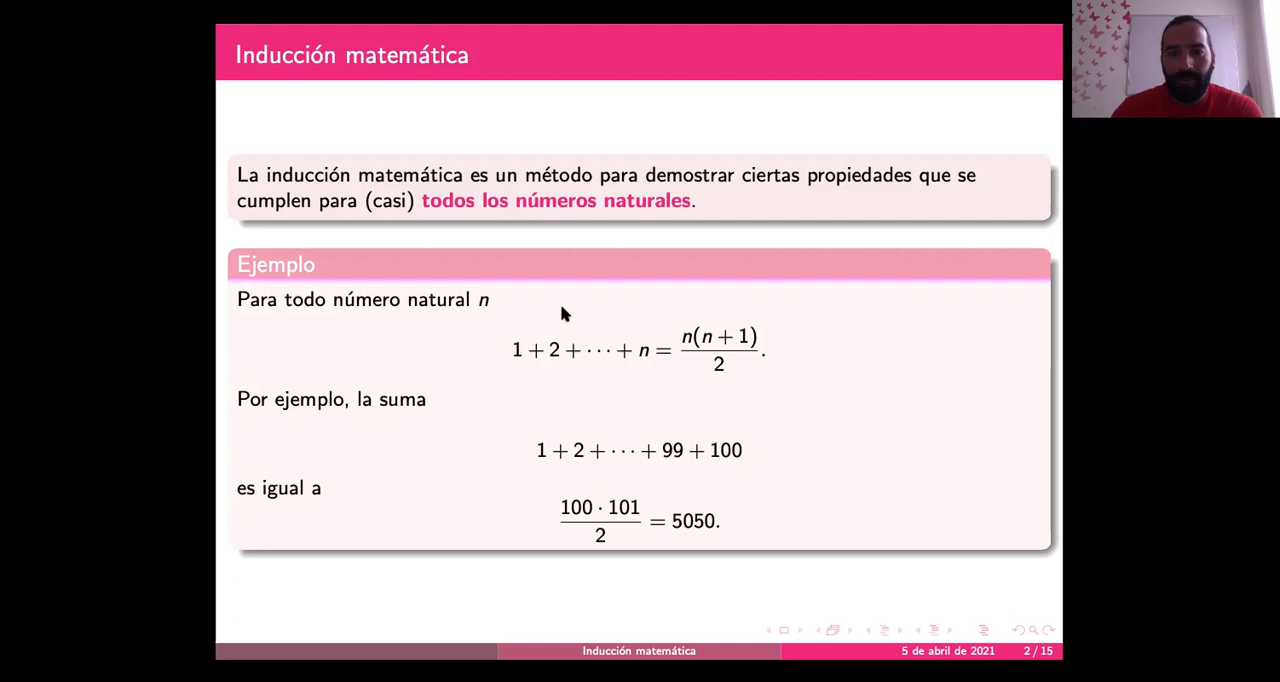 Inducción matemática
La inducción matemática es un método para demostrar ciertas propiedades que se
cumplen para (casi) todos los números naturales.
Ejemplo
Para todo número natural n
1 + 2 + ⋯ + n = n(n + 1)/2.
Por ejemplo, la suma
1 + 2 + ⋯ + 99 + 100
es igual a
100 · 101/2 = 5050.
Inducción matemática 5 de abril de 2021 2 / 15